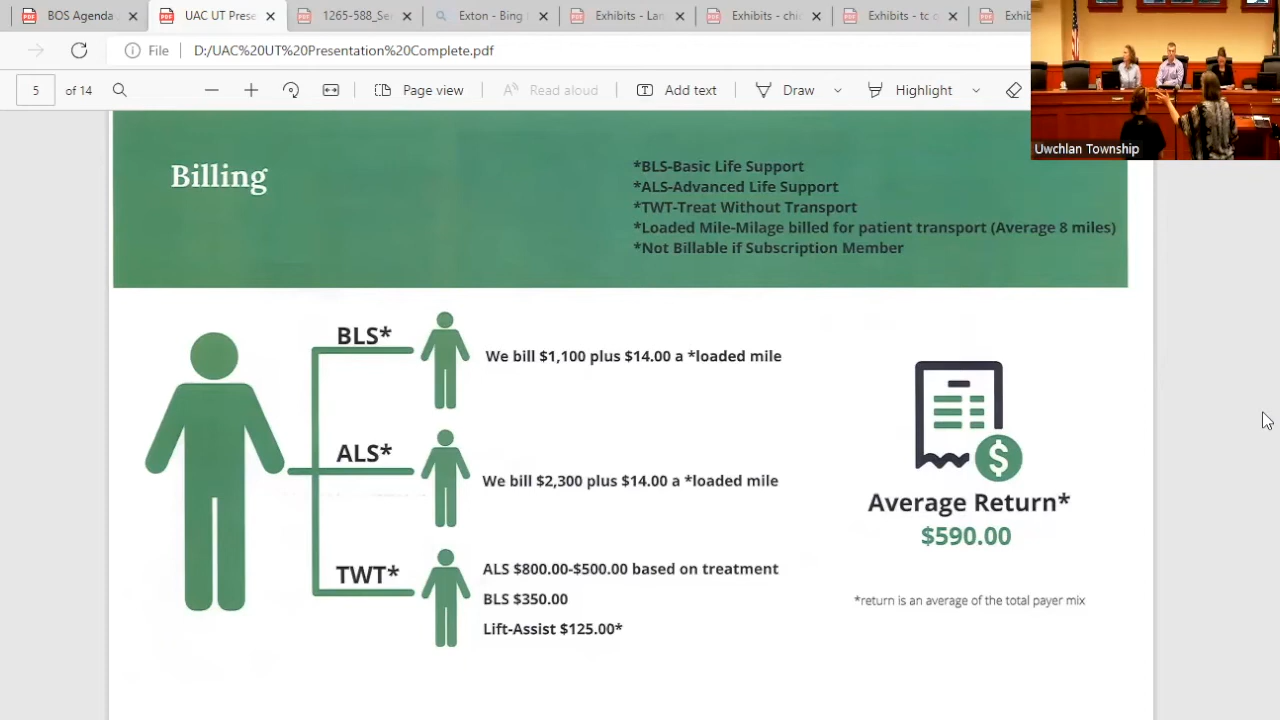 BOS Agenda
UAC UT Prese
1265-588 Se
Exton - Bing
Exhibits - Lan
Exhibits - chic
Exhibits - tc c
Exhib
File
D:/UAC%20UT%20Presentation%20Complete.pdf
5 of 14
Page view
Read aloud
Add text
Draw
Highlight
Uwchlan Township
Billing
*BLS-Basic Life Support
*ALS-Advanced Life Support
*TWT-Treat Without Transport
*Loaded Mile-Milage billed for patient transport (Average 8 miles)
*Not Billable if Subscription Member
BLS*
We bill $1,100 plus $14.00 a *loaded mile
ALS*
We bill $2,300 plus $14.00 a *loaded mile
TWT*
ALS $800.00-$500.00 based on treatment
BLS $350.00
Lift-Assist $125.00*
Average Return*
$590.00
*return is an average of the total payer mix